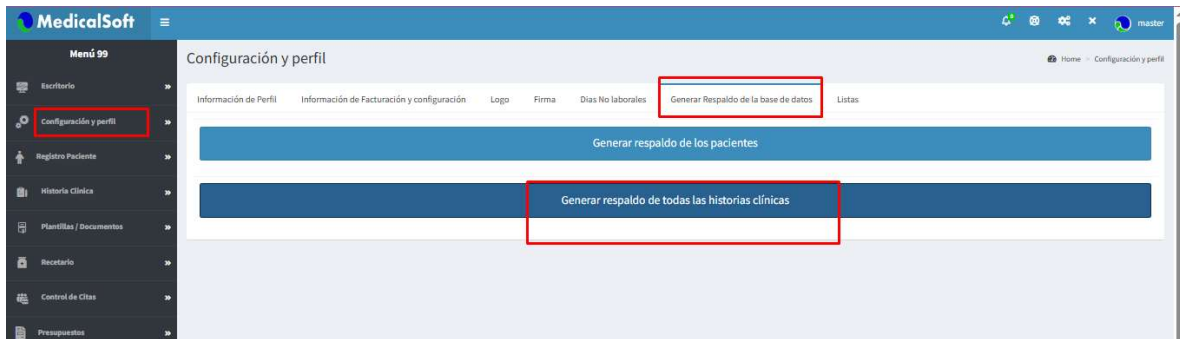 MedicalSoft
master
Menú 99
Escritorio
Configuración y perfil
Registro Paciente
Historia Clínica
Plantillas / Documentos
Recetario
Control de Citas
Presupuestos
Configuración y perfil
Home > Configuración y perfil
Información de Perfil Información de Facturación y configuración Logo Firma Dias No laborales Generar Respaldo de la base de datos Listas
Generar respaldo de los pacientes
Generar respaldo de todas las historias clínicas